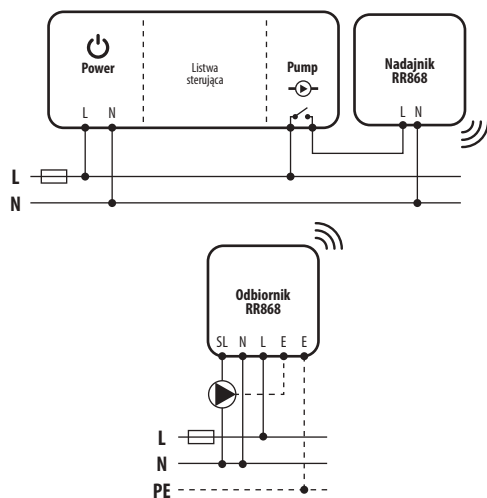 Power
Listwa
sterująca
Pump
Nadajnik
RR868
L N
L N
L
N
Odbiornik
RR868
SL N L E E
L
N
PE